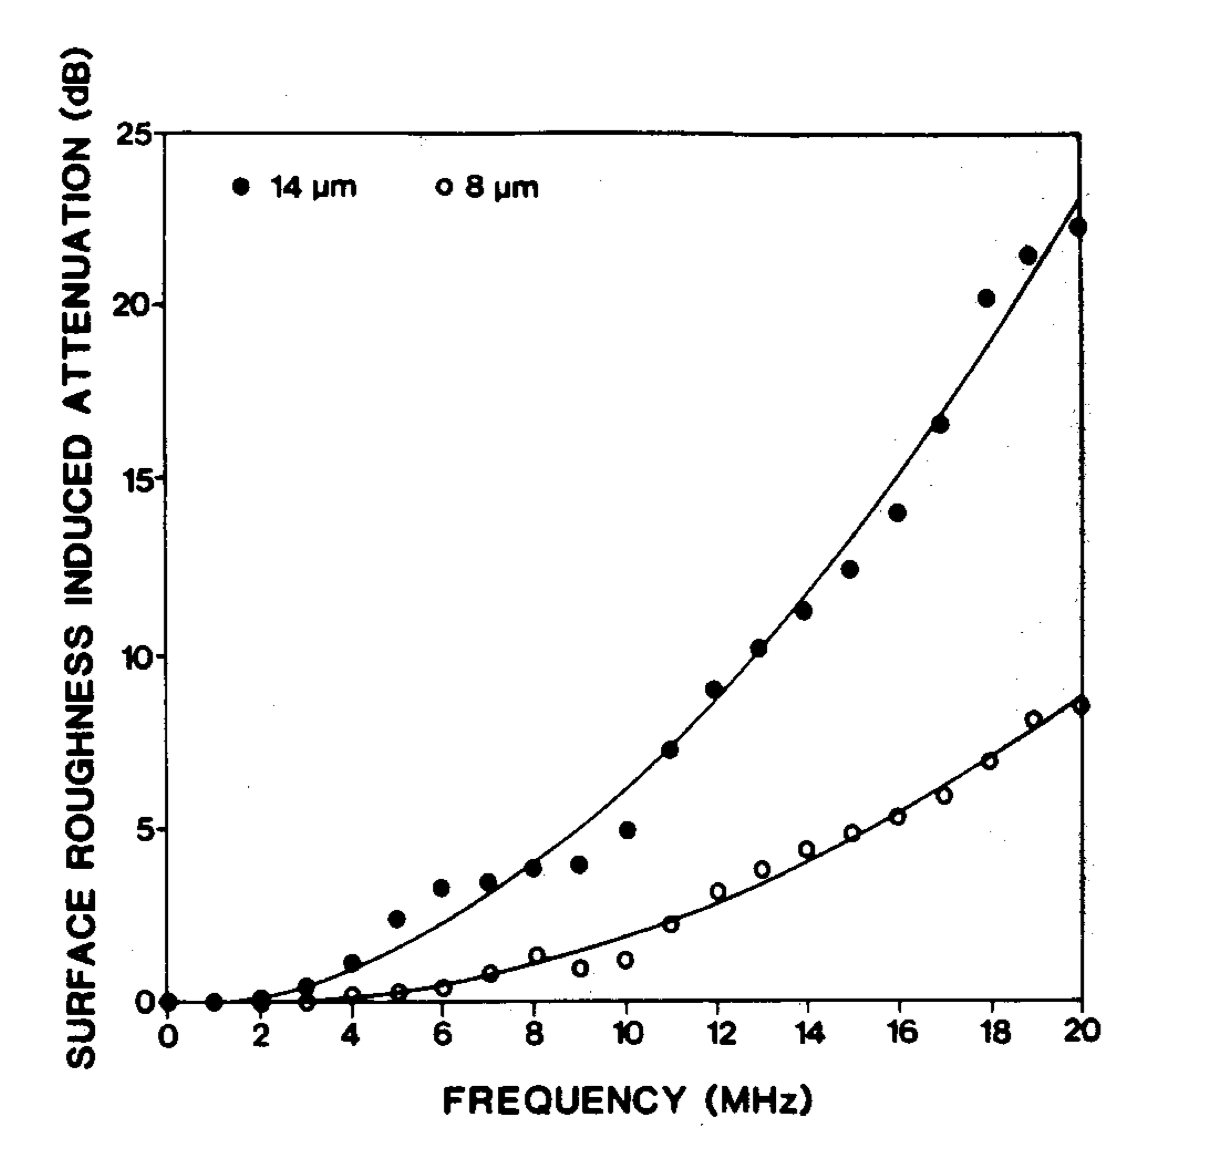 SURFACE ROUGHNESS INDUCED ATTENUATION (dB)
25
14 µm 8 µm
20
15
10
5
0
0 2 4 6 8 10 12 14 16 18 20
FREQUENCY (MHz)